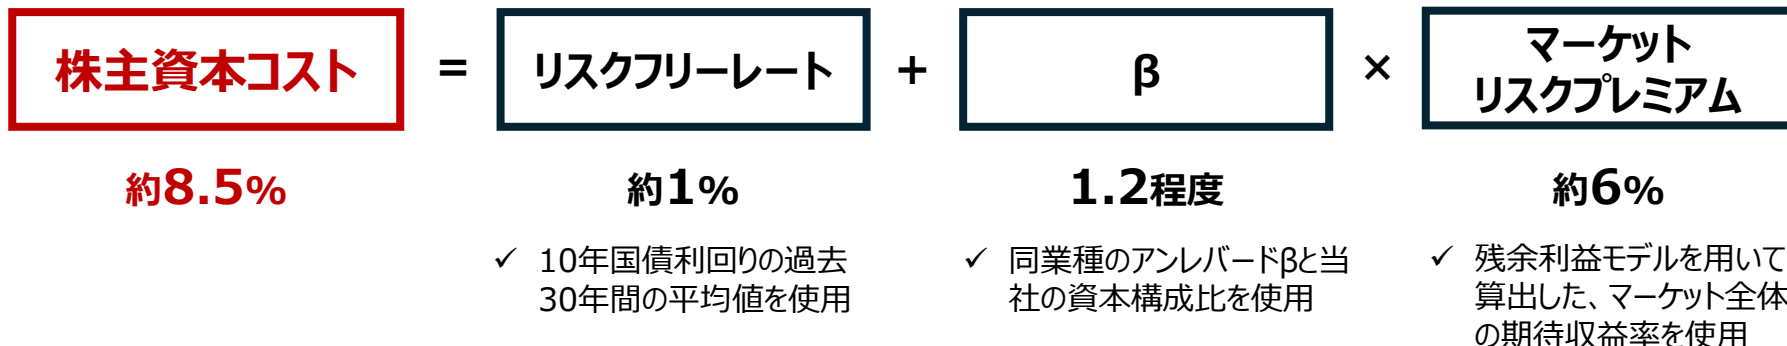 株主資本コスト = リスクフリーレート + β × マーケット
リスクプレミアム
約8.5% 約1% 1.2程度 約6%
✓ 10年国債利回りの過去
30年間の平均値を使用
✓ 同業種のアンレバードβと当
社の資本構成比を使用
✓ 残余利益モデルを用いて
算出した、マーケット全体
の期待収益率を使用